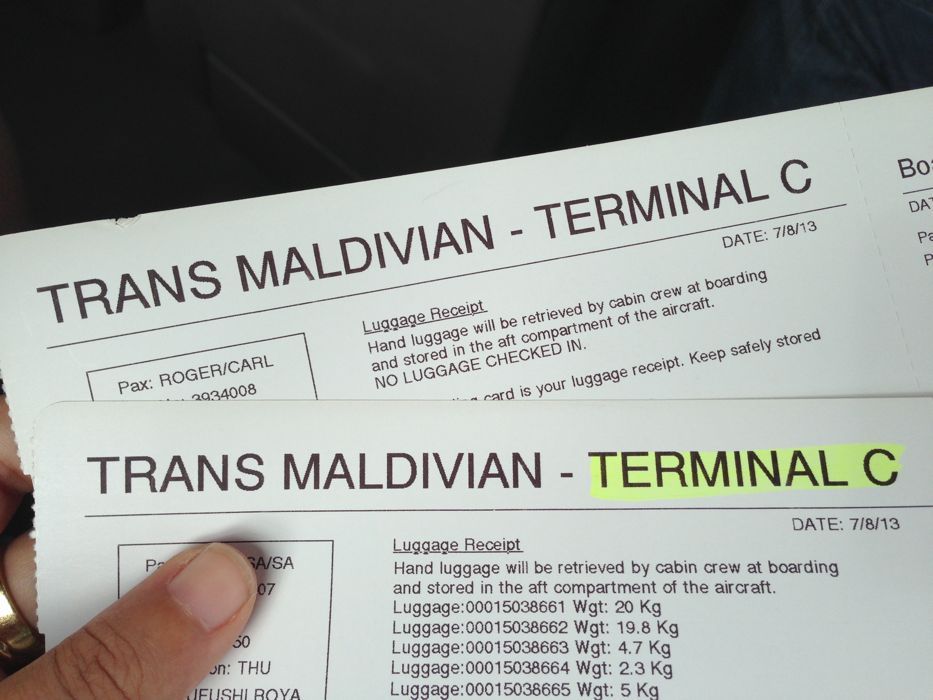 TRANS MALDIVIAN - TERMINAL C
DATE: 7/8/13
Luggage Receipt
Hand luggage will be retrieved by cabin crew at boarding
and stored in the aft compartment of the aircraft.
NO LUGGAGE CHECKED IN.
card is your luggage receipt. Keep safely stored
Pax: ROGER/CARL
3934008
TRANS MALDIVIAN - TERMINAL C
DATE: 7/8/13
SA/SA
07
50
THU
Luggage Receipt
Hand luggage will be retrieved by cabin crew at boarding
and stored in the aft compartment of the aircraft.
Luggage:00015038661 Wgt: 20 Kg
Luggage:00015038662 Wgt: 19.8 Kg
Luggage:00015038663 Wgt: 4.7 Kg
Luggage:00015038664 Wgt: 2.3 Kg
Luggage:00015038665 Wgt: 5 Kg